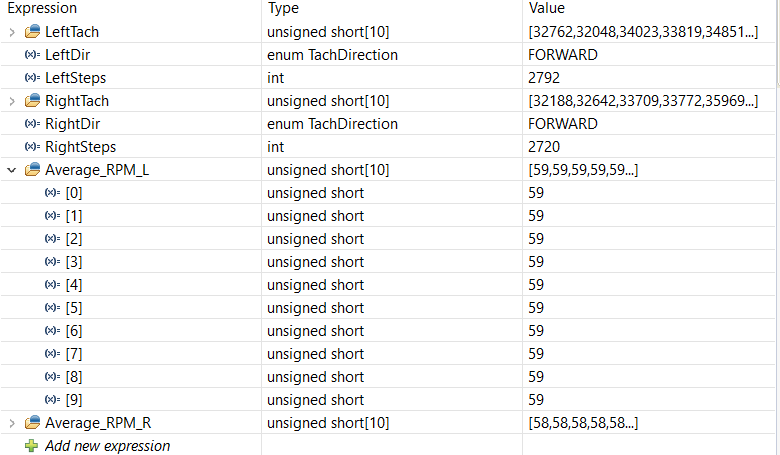 Expression Type Value
LeftTach unsigned short[10] [32762,32048,34023,33819,34851...]
(x)= LeftDir enum TachDirection FORWARD
(x)= LeftSteps int 2792
RightTach unsigned short[10] [32188,32642,33709,33772,35969...]
(x)= RightDir enum TachDirection FORWARD
(x)= RightSteps int 2720
Average_RPM_L unsigned short[10] [59,59,59,59,59...]
(x)= [0] unsigned short 59
(x)= [1] unsigned short 59
(x)= [2] unsigned short 59
(x)= [3] unsigned short 59
(x)= [4] unsigned short 59
(x)= [5] unsigned short 59
(x)= [6] unsigned short 59
(x)= [7] unsigned short 59
(x)= [8] unsigned short 59
(x)= [9] unsigned short 59
Average_RPM_R unsigned short[10] [58,58,58,58,58...]
Add new expression